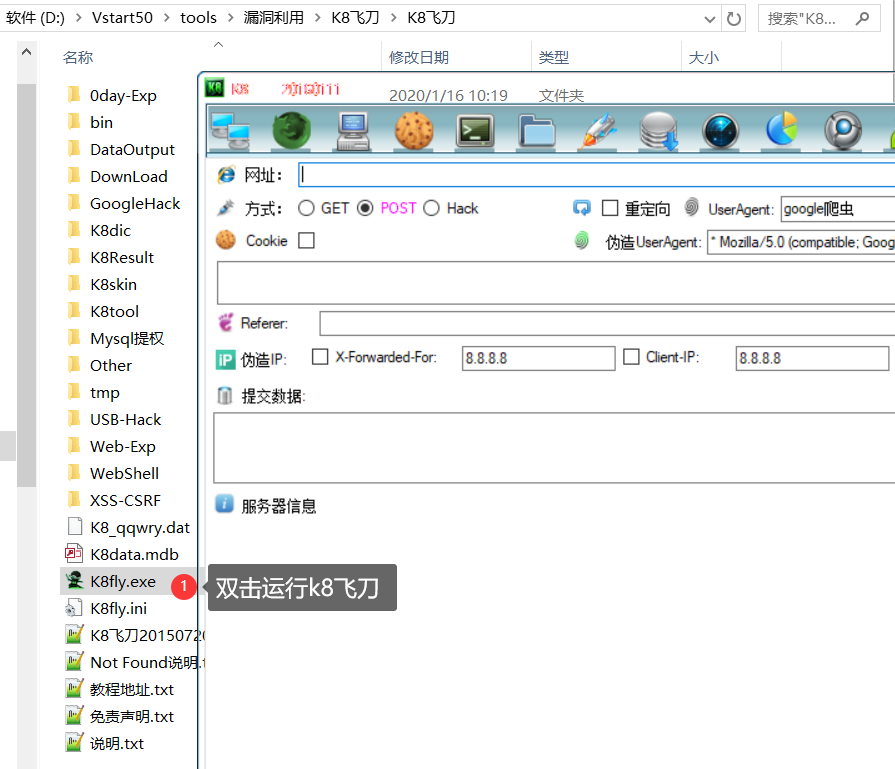 软件 (D:) > Vstart50 > tools > 漏洞利用 > K8飞刀 > K8飞刀
搜索"K8...
名称 修改日期 类型 大小
0day-Exp 2020/1/16 10:19 文件夹
bin
DataOutput
DownLoad
GoogleHack
K8dic
K8Result
K8skin
K8tool
Mysql提权
Other
tmp
USB-Hack
Web-Exp
WebShell
XSS-CSRF
K8_qqwry.dat
K8data.mdb
K8fly.exe
K8fly.ini
K8飞刀2015072
Not Found说明.t
教程地址.txt
免责声明.txt
说明.txt
1 双击运行k8飞刀
K8 K8
网址:
方式: GET POST Hack 重定向 UserAgent: google爬虫
Cookie 伪造UserAgent: * Mozilla/5.0 (compatible; Goog
Referer:
iP 伪造IP: X-Forwarded-For: 8.8.8.8 Client-IP: 8.8.8.8
提交数据:
服务器信息